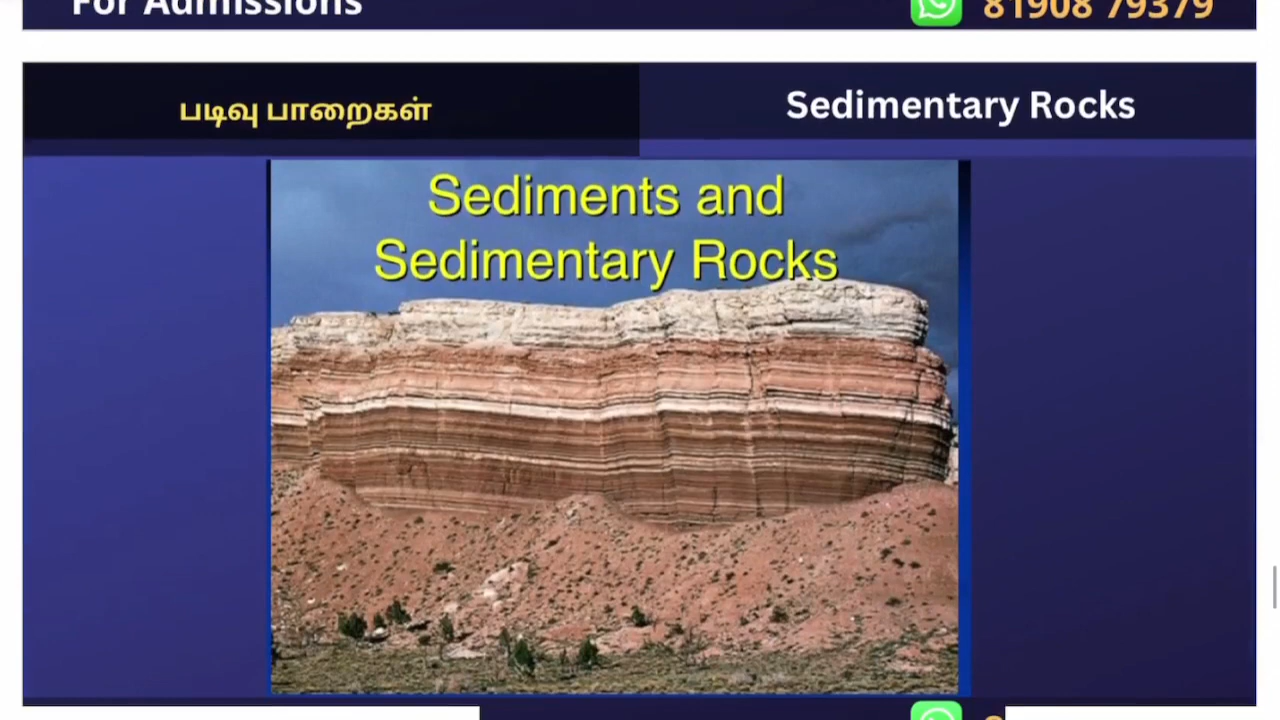 For Admissions
81908 79379
படிவு பாறைகள்
Sedimentary Rocks
Sediments and
Sedimentary Rocks